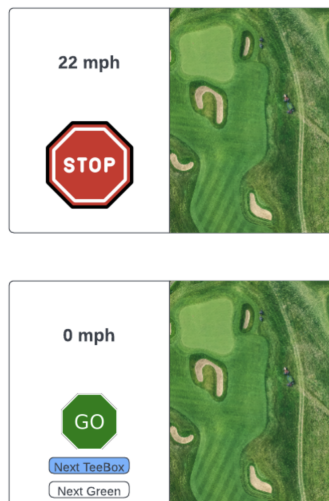 22 mph
STOP
0 mph
GO
Next TeeBox
Next Green